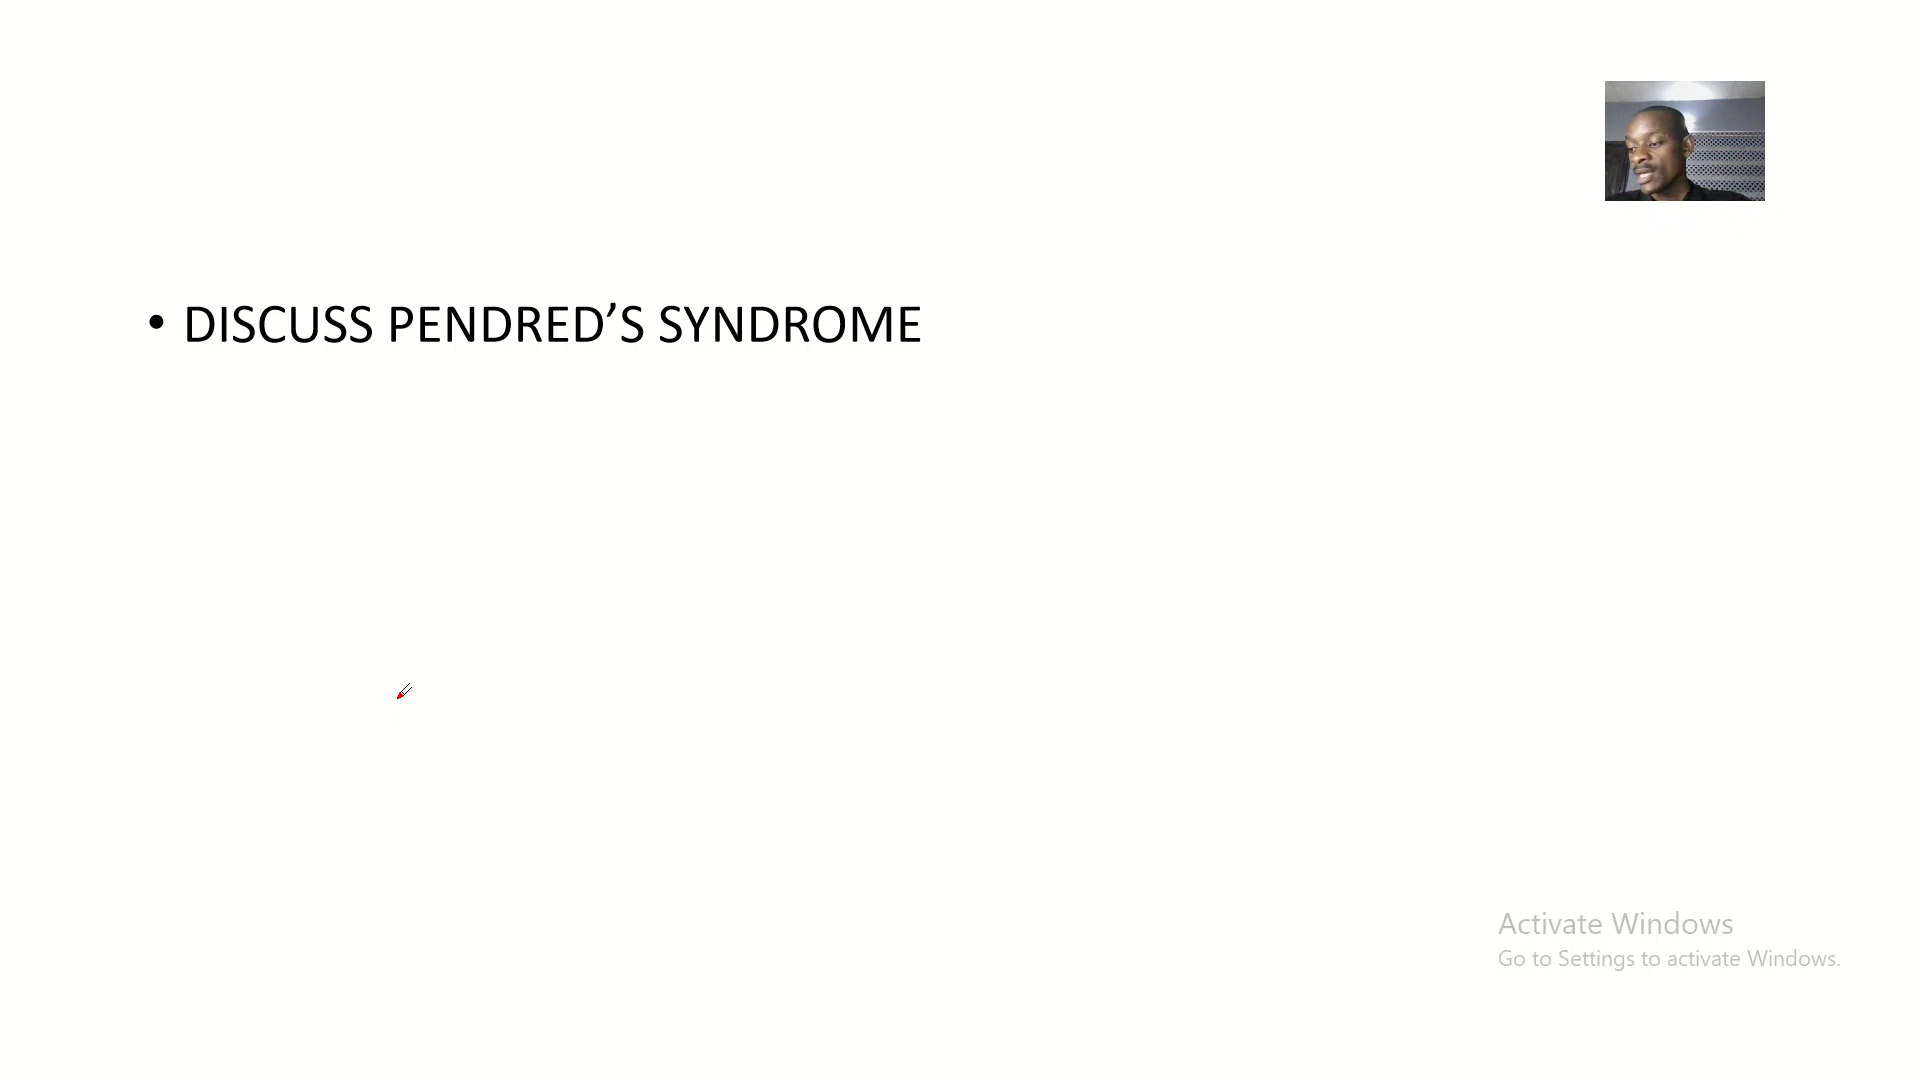 • DISCUSS PENDRED’S SYNDROME
Activate Windows
Go to Settings to activate Windows.